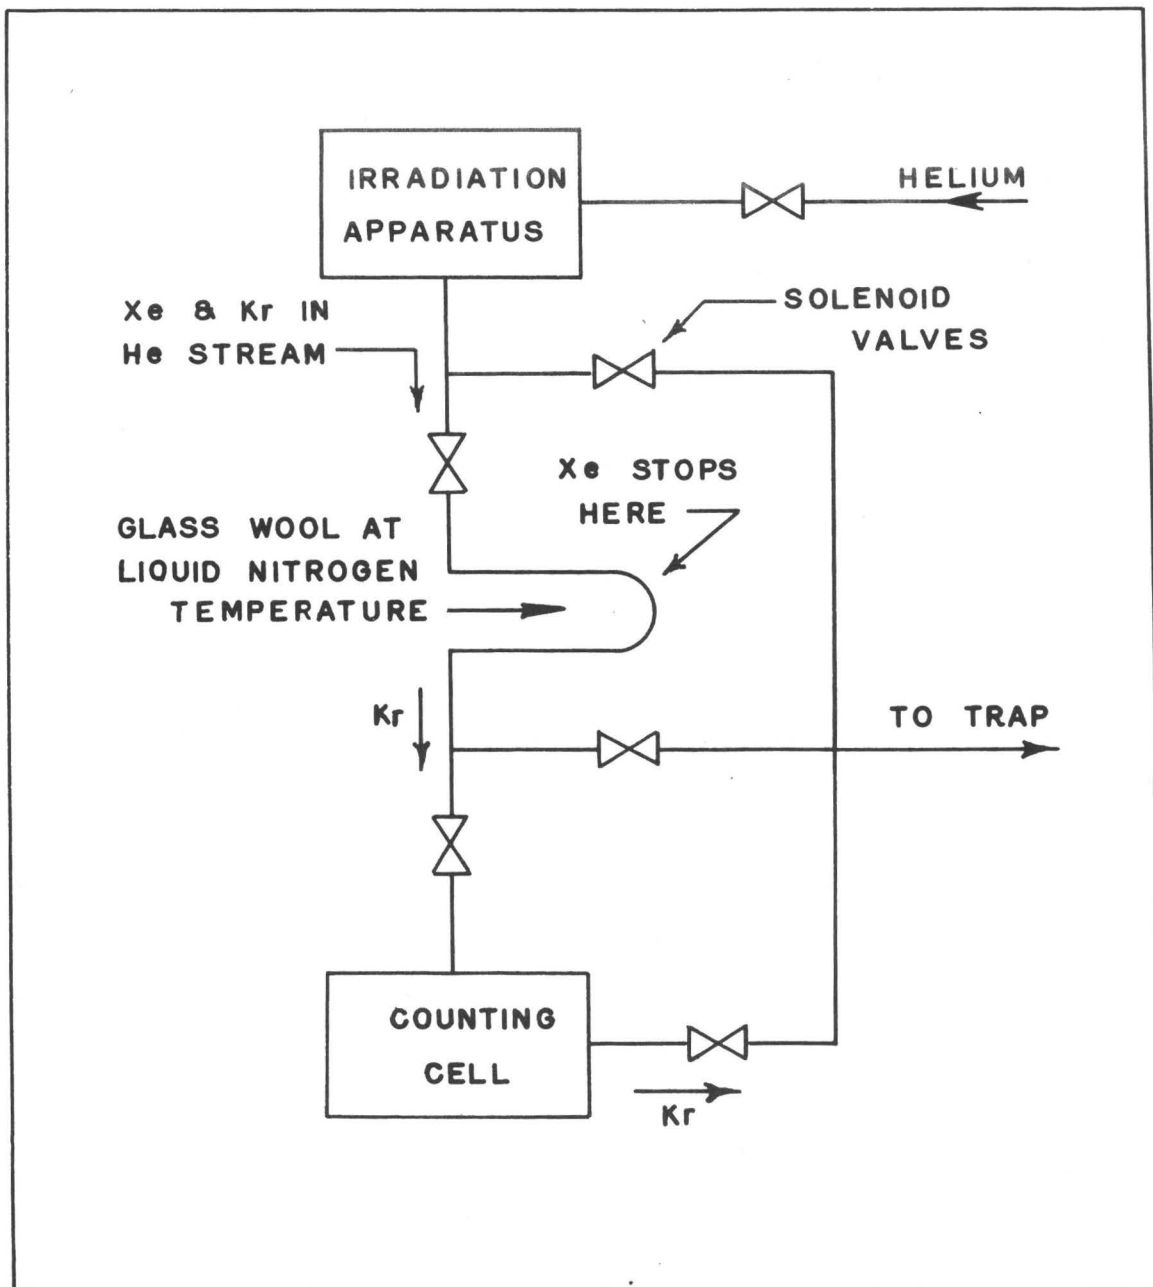 IRRADIATION
APPARATUS
HELIUM
Xe & Kr IN
He STREAM
SOLENOID
VALVES
Xe STOPS
HERE
GLASS WOOL AT
LIQUID NITROGEN
TEMPERATURE
Kr
TO TRAP
COUNTING
CELL
Kr